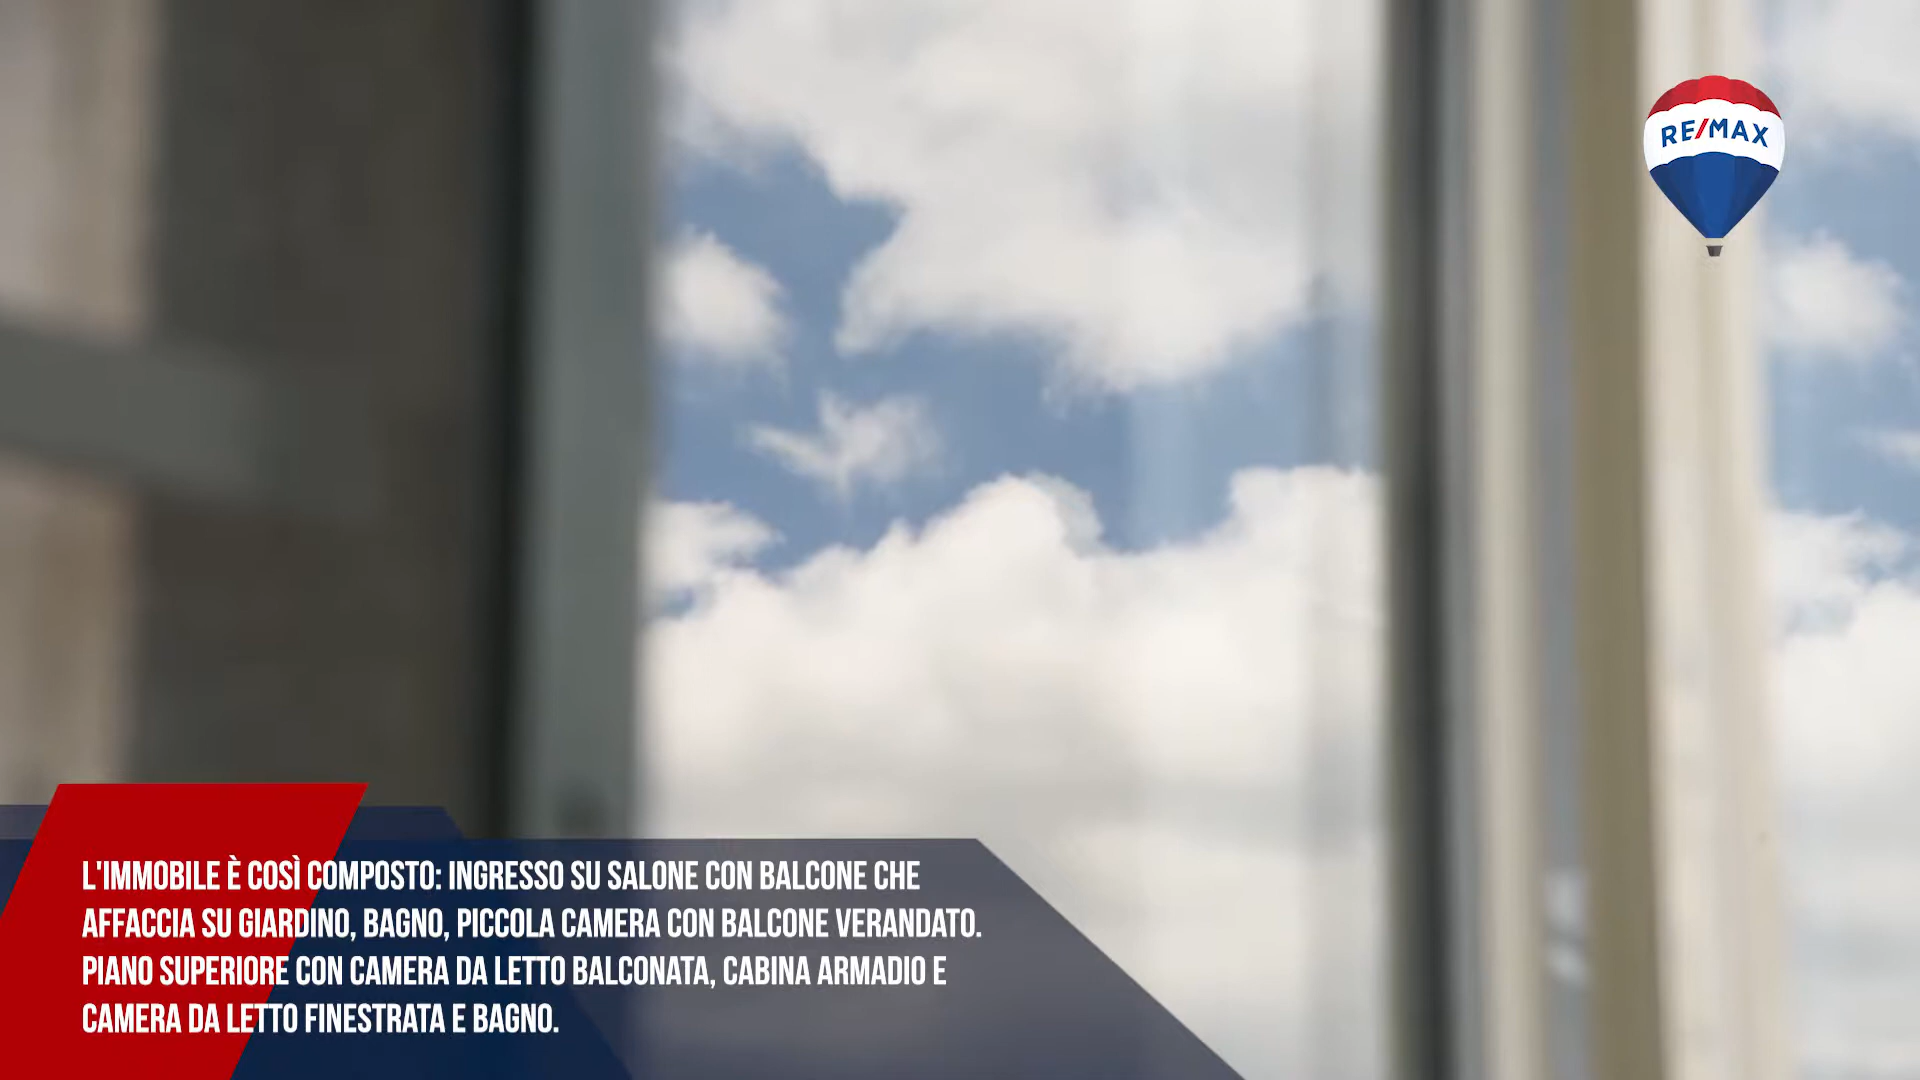 RE/MAX
L'IMMOBILE È COSÌ COMPOSTO: INGRESSO SU SALONE CON BALCONE CHE
AFFACCIA SU GIARDINO, BAGNO, PICCOLA CAMERA CON BALCONE VERANDATO.
PIANO SUPERIORE CON CAMERA DA LETTO BALCONATA, CABINA ARMADIO E
CAMERA DA LETTO FINESTRATA E BAGNO.